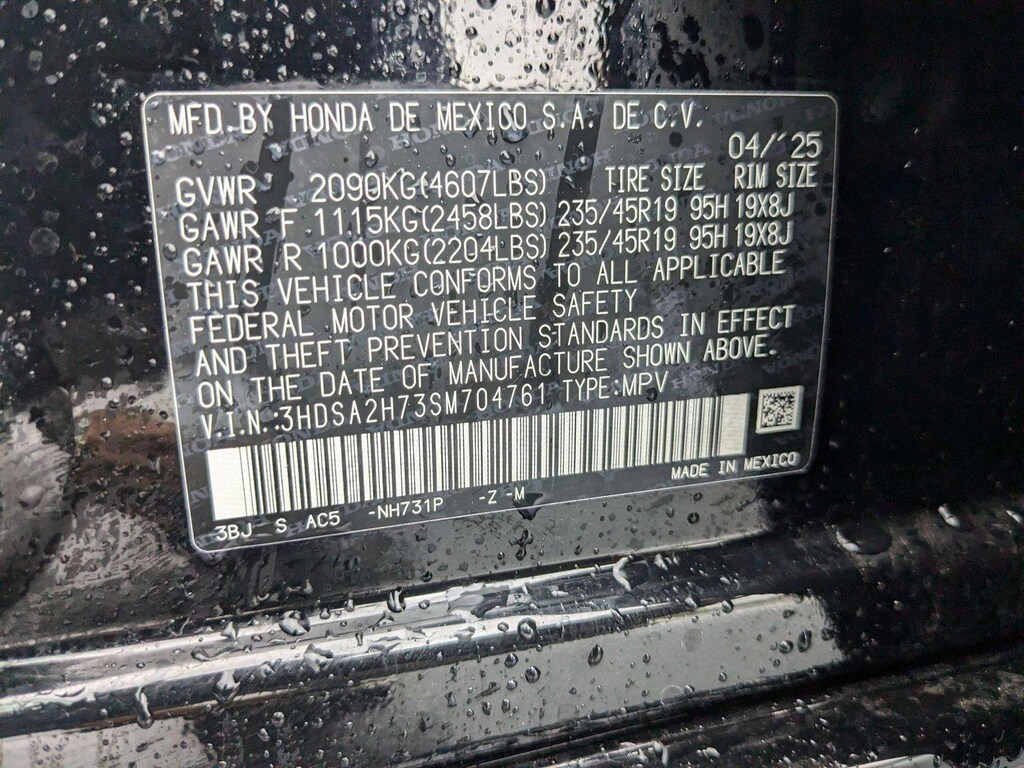 MFD. BY HONDA DE MEXICO S.A. DE C.V.
04/'25
GVWR 2090KG(4607LBS) TIRE SIZE RIM SIZE
GAWR F 1115KG(2458LBS) 235/45R19 95H 19X8J
GAWR R 1000KG(2204LBS) 235/45R19 95H 19X8J
THIS VEHICLE CONFORMS TO ALL APPLICABLE
FEDERAL MOTOR VEHICLE SAFETY
AND THEFT PREVENTION STANDARDS IN EFFECT
ON THE DATE OF MANUFACTURE SHOWN ABOVE.
V.I.N.:3HDSA2H73SM704761 TYPE:MPV
MADE IN MEXICO
3BJ S AC5 -NH731P -Z -M